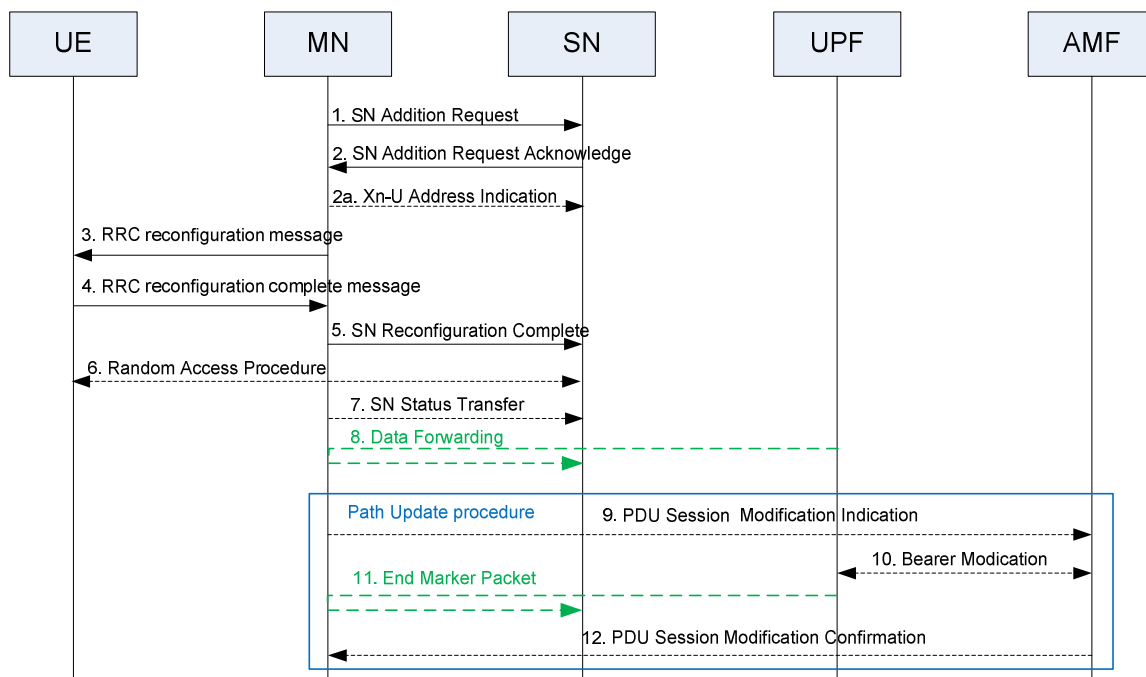 UE
MN
SN
UPF
AMF
1. SN Addition Request
2. SN Addition Request Acknowledge
2a. Xn-U Address Indication
3. RRC reconfiguration message
4. RRC reconfiguration complete message
5. SN Reconfiguration Complete
6. Random Access Procedure
7. SN Status Transfer
8. Data Forwarding
Path Update procedure
9. PDU Session Modification Indication
10. Bearer Modication
11. End Marker Packet
12. PDU Session Modification Confirmation